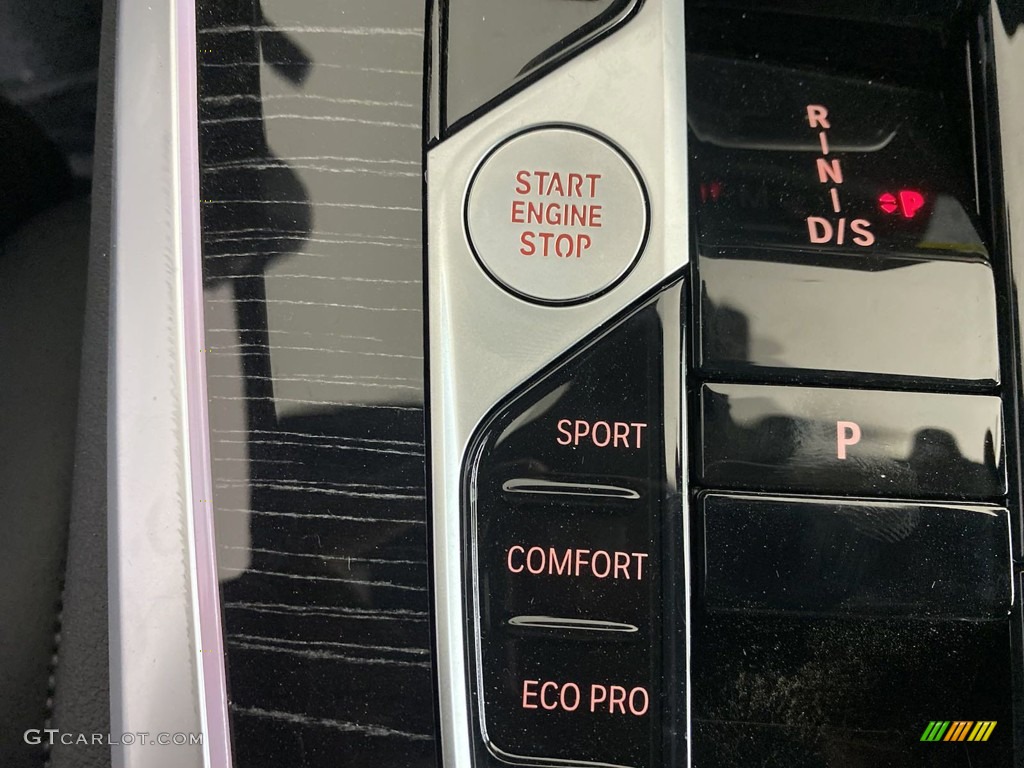 START
ENGINE
STOP
R
N
D/S
P
SPORT
P
COMFORT
ECO PRO
GTCARLOT.COM